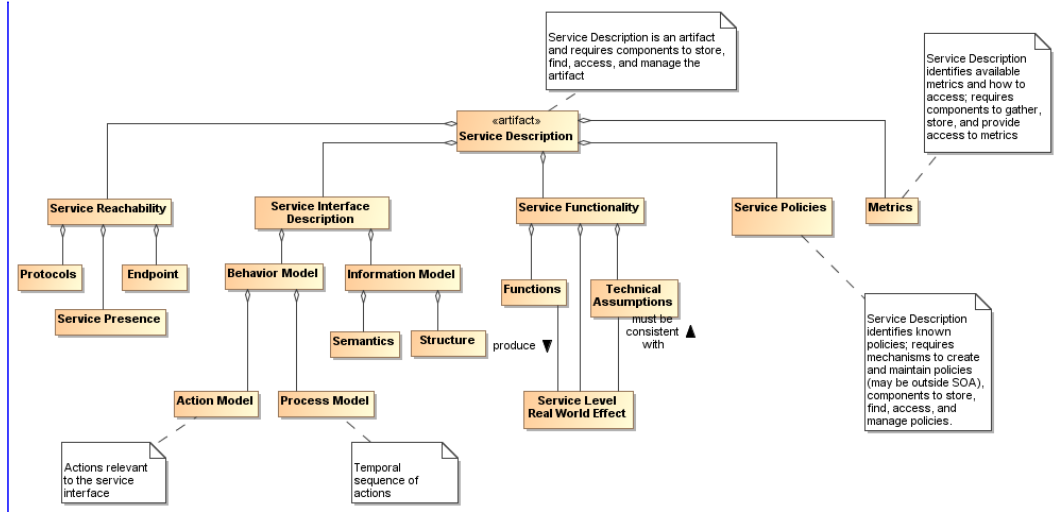 Service Description is an artifact
and requires components to store,
find, access, and manage the
artifact
Service Description
identifies available
metrics and how to
access; requires
components to gather,
store, and provide
access to metrics
«artifact»
Service Description
Service Reachability
Service Interface
Description
Service Functionality
Service Policies
Metrics
Protocols
Endpoint
Service Presence
Behavior Model
Information Model
Functions
Technical
Assumptions
Semantics
Structure
produce
must be
consistent
with
Action Model
Process Model
Service Level
Real World Effect
Service Description
identifies known
policies; requires
mechanisms to create
and maintain policies
(may be outside SOA),
components to store,
find, access, and
manage policies.
Actions relevant
to the service
interface
Temporal
sequence of
actions